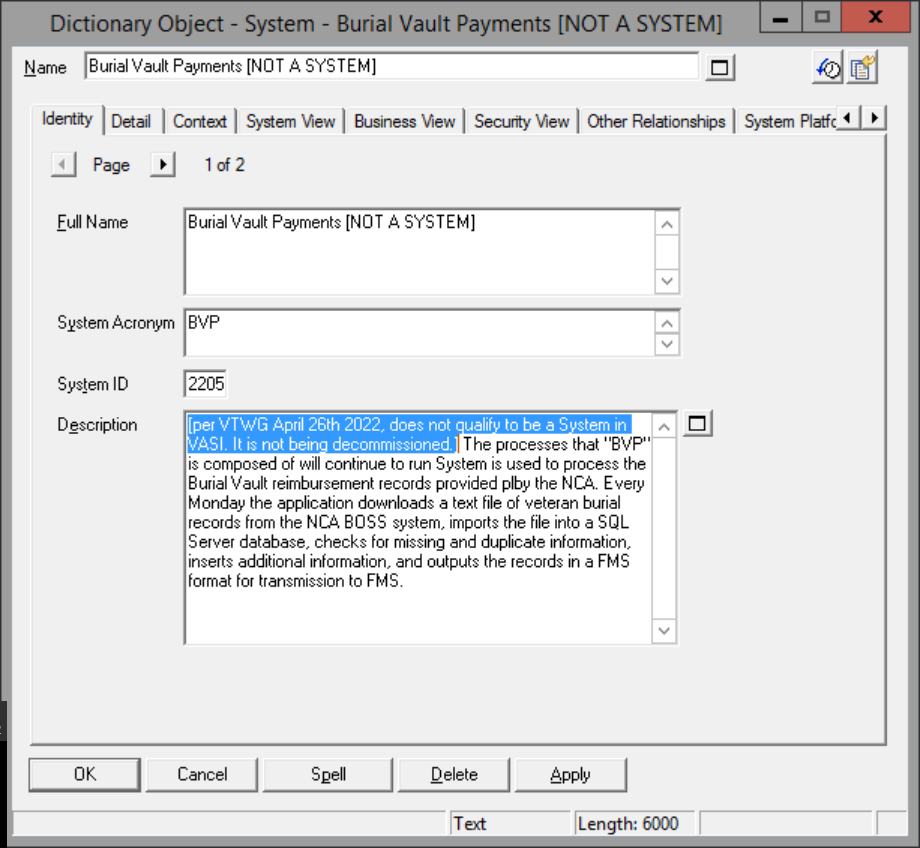 Dictionary Object - System - Burial Vault Payments [NOT A SYSTEM]
Name Burial Vault Payments [NOT A SYSTEM]
Identity Detail Context System View Business View Security View Other Relationships System Platfo
Page 1 of 2
Full Name Burial Vault Payments [NOT A SYSTEM]
System Acronym BVP
System ID 2205
Description [per VTWG April 26th 2022, does not qualify to be a System in
VASI. It is not being decommissioned.] The processes that "BVP"
is composed of will continue to run System is used to process the
Burial Vault reimbursement records provided plby the NCA. Every
Monday the application downloads a text file of veteran burial
records from the NCA BOSS system, imports the file into a SQL
Server database, checks for missing and duplicate information,
inserts additional information, and outputs the records in a FMS
format for transmission to FMS.
OK Cancel Spell Delete Apply
Text Length: 6000